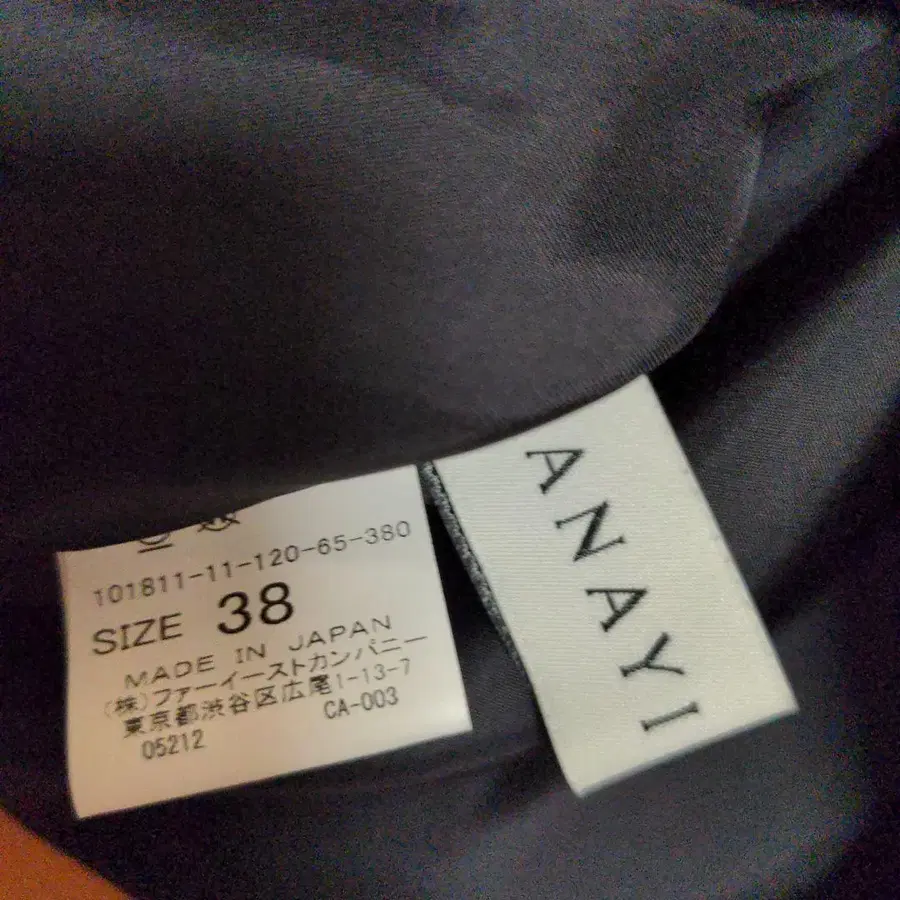 101811-11-120-65-380
SIZE 38
MADE IN JAPAN
(株)ファーイーストカンパニー
東京都渋谷区広尾1-13-7
05212 CA-003
ANAYI